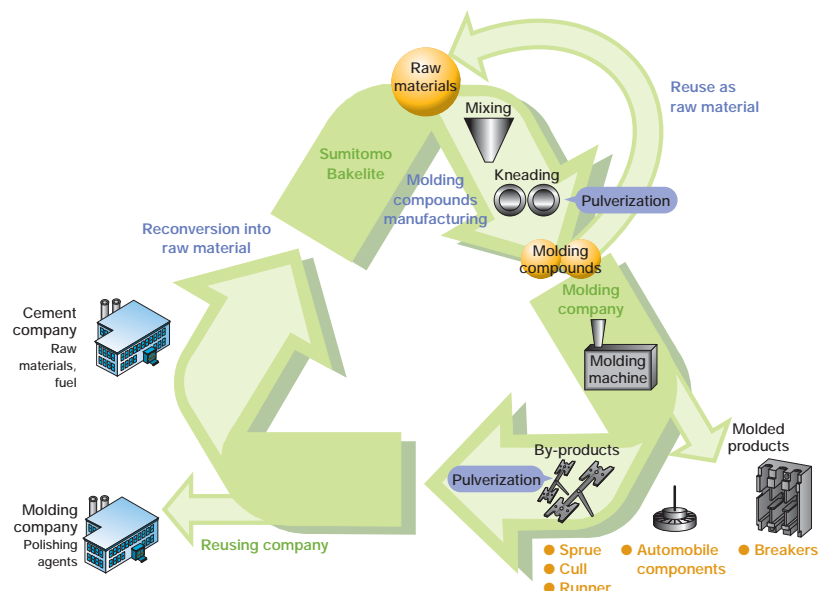 Raw
materials
Reuse as
raw material
Mixing
Sumitomo
Bakelite
Molding
compounds
manufacturing
Kneading
Pulverization
Reconversion into
raw material
Molding
compounds
Molding
company
Cement
company
Raw
materials,
fuel
Molding
machine
Molded
products
By-products
Pulverization
Molding
company
Polishing
agents
Reusing company
● Sprue
● Cull
● Runner
● Automobile
components
● Breakers